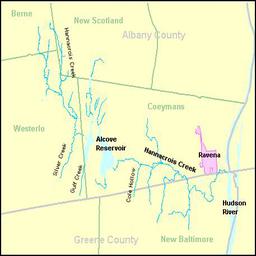 Berne
New Scotland
Albany County
Hannacrois Creek
Coeymans
Westerlo
Alcove
Reservoir
Silver Creek
Gulf Creek
Cole Hollow
Hannacrois Creek
Ravena
Hudson
River
Greene County
New Baltimore